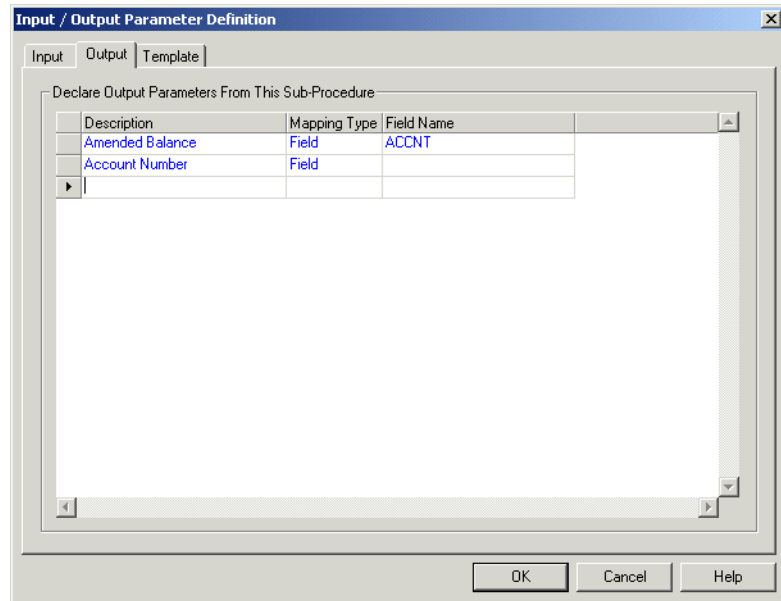 Input / Output Parameter Definition
Input Output Template
Declare Output Parameters From This Sub-Procedure
Description Mapping Type Field Name
Amended Balance Field ACCNT
Account Number Field
OK Cancel Help